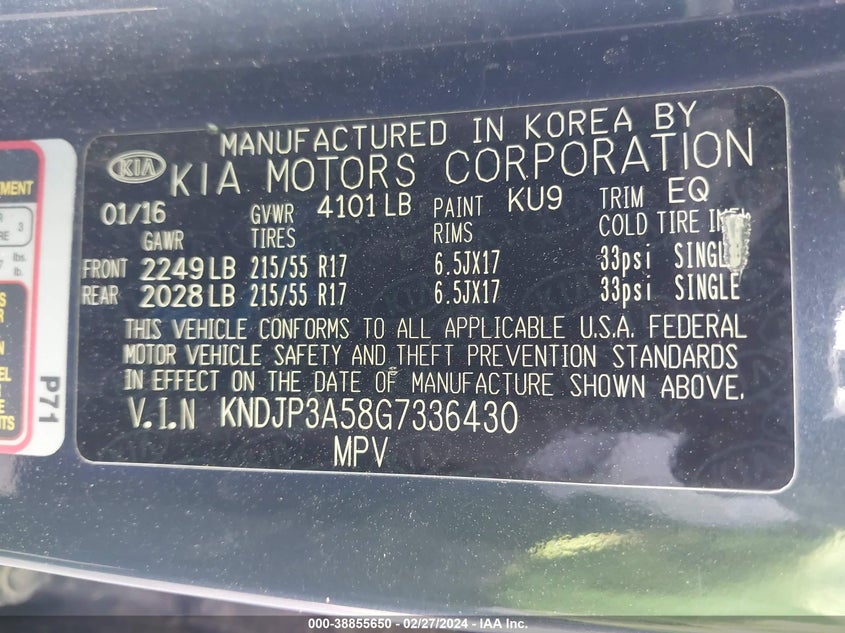 MANUFACTURED IN KOREA BY
KIA KIA MOTORS CORPORATION
01/16 GVWR 4101 LB PAINT KU9 TRIM EQ
GAWR TIRES RIMS COLD TIRE
FRONT 2249 LB 215/55 R17 6.5JX17 33psi SINGLE
REAR 2028 LB 215/55 R17 6.5JX17 33psi SINGLE
THIS VEHICLE CONFORMS TO ALL APPLICABLE U.S.A. FEDERAL
MOTOR VEHICLE SAFETY AND THEFT PREVENTION STANDARDS
IN EFFECT ON THE DATE OF MANUFACTURE SHOWN ABOVE.
V.I.N KNDJP3A58G7336430
MPV
P71
000-38855650 - 02/27/2024 - IAA Inc.